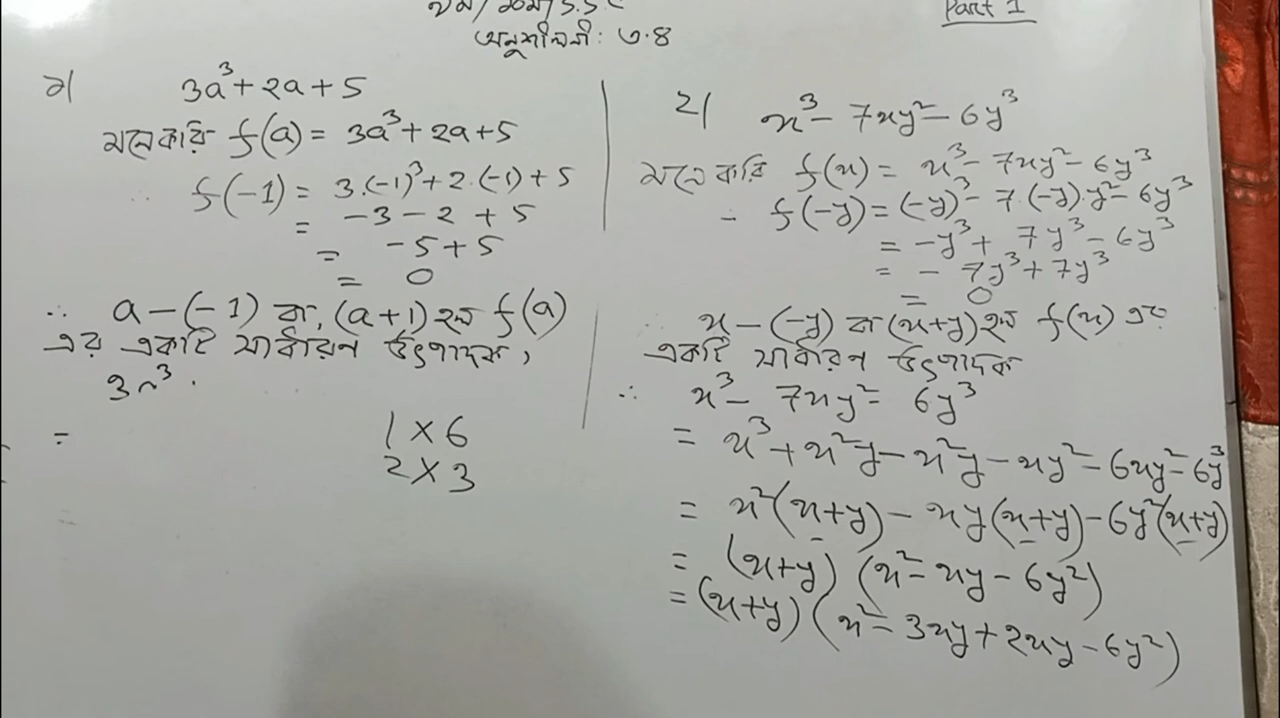 Part 1
অনুশীলনী: ৩.৪
১। 3a³ + 2a + 5
মনেকরি f(a) = 3a³ + 2a + 5
f(-1) = 3.(-1)³ + 2.(-1) + 5
= -3 - 2 + 5
= -5 + 5
= 0
∴ a - (-1) বা, (a+1) হল f(a)
এর একটি সাধারণ উৎপাদক,
=
1 × 6
2 × 3
২। x³ - 7xy² - 6y³
মনে করি f(x) = x³ - 7xy² - 6y³
f(-y) = (-y)³ - 7.(-y).y² - 6y³
= -y³ + 7y³ - 6y³
= - 7y³ + 7y³
= 0
∴ x - (-y) বা (x+y) হল f(x) এর
একটি সাধারণ উৎপাদক
∴ x³ - 7xy² = 6y³
= x³ + x²y - x²y - xy² - 6xy² - 6y³
= x²(x+y) - xy(x+y) - 6y²(x+y)
= (x+y) (x² - xy - 6y²)
= (x+y) (x² - 3xy + 2xy - 6y²)